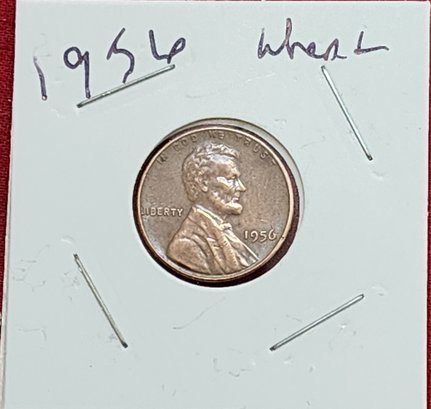 1956 Wheat
IN GOD WE TRUST
LIBERTY
1956